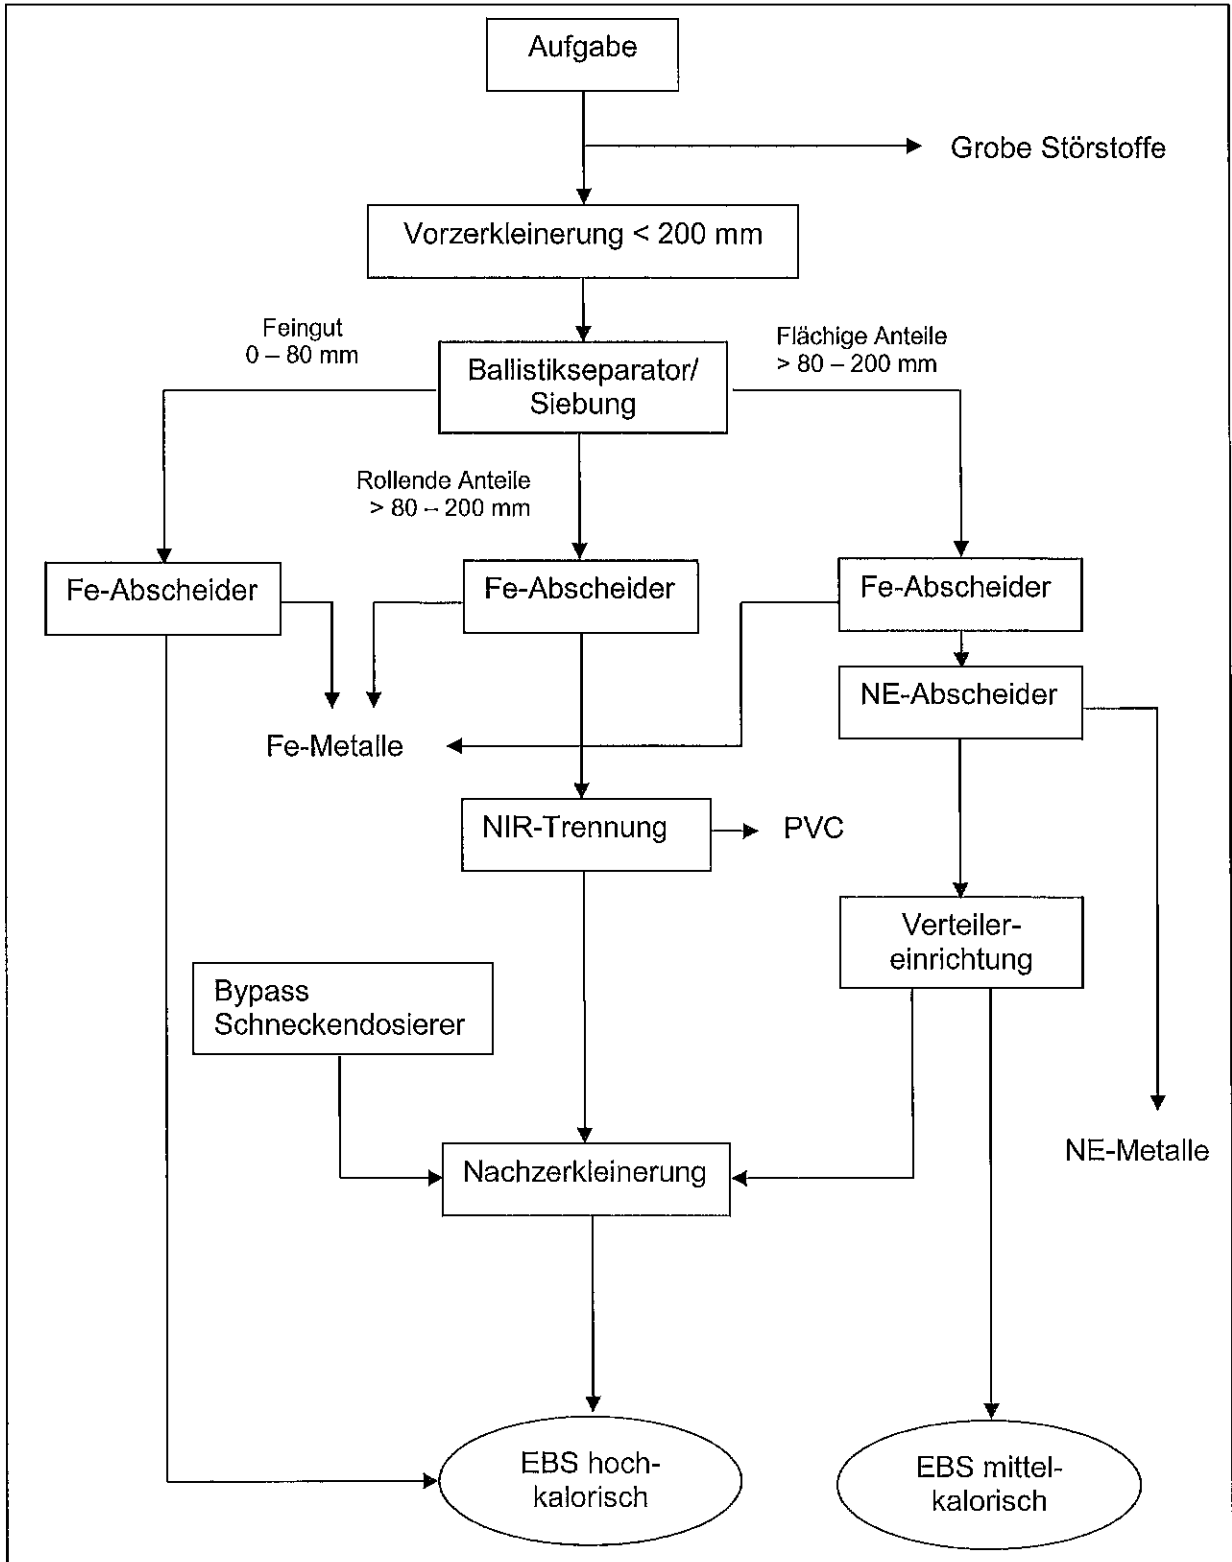 Aufgabe
Grobe Störstoffe
Vorzerkleinerung < 200 mm
Feingut
0 – 80 mm
Flächige Anteile
> 80 – 200 mm
Ballistikseparator/
Siebung
Rollende Anteile
> 80 – 200 mm
Fe-Abscheider
Fe-Abscheider
Fe-Abscheider
NE-Abscheider
Fe-Metalle
NIR-Trennung
PVC
Verteiler-
einrichtung
Bypass
Schneckendosierer
NE-Metalle
Nachzerkleinerung
EBS hoch-
kalorisch
EBS mittel-
kalorisch